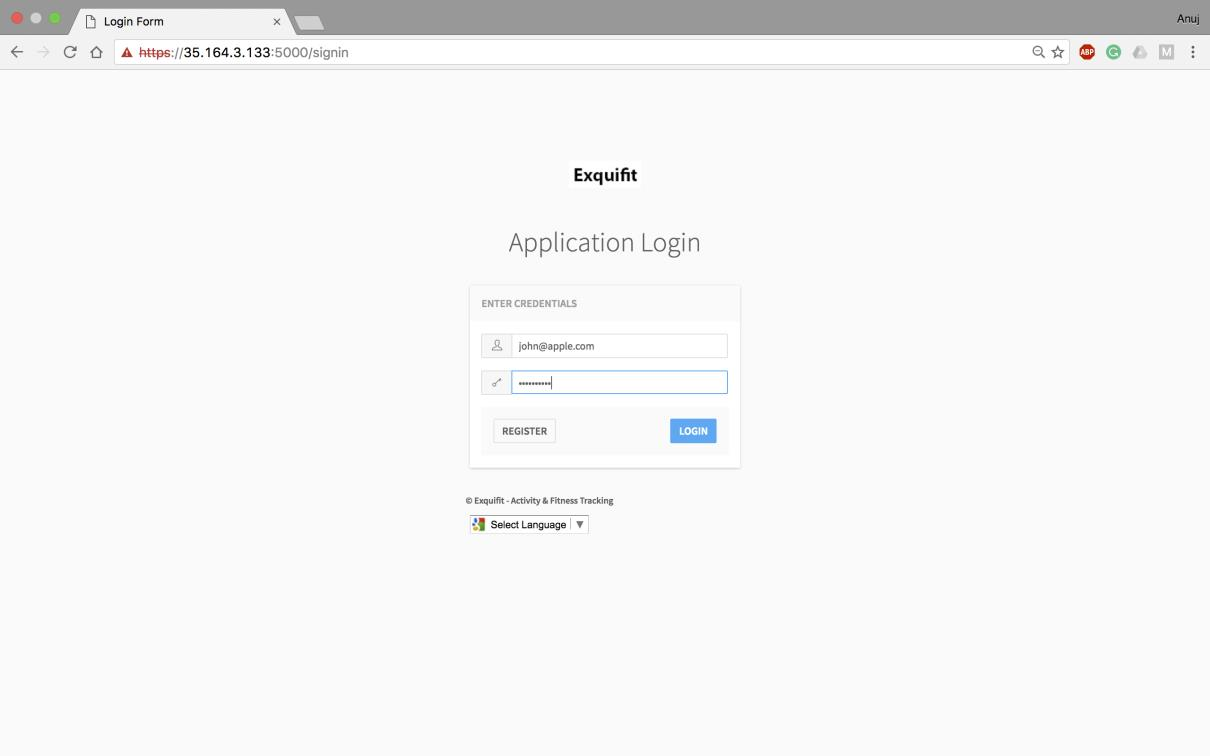 Login Form
Anuj
https://35.164.3.133:5000/signin
ABP
G
M
Exquifit
Application Login
ENTER CREDENTIALS
john@apple.com
••••••••••
REGISTER
LOGIN
© Exquifit - Activity & Fitness Tracking
Select Language ▼